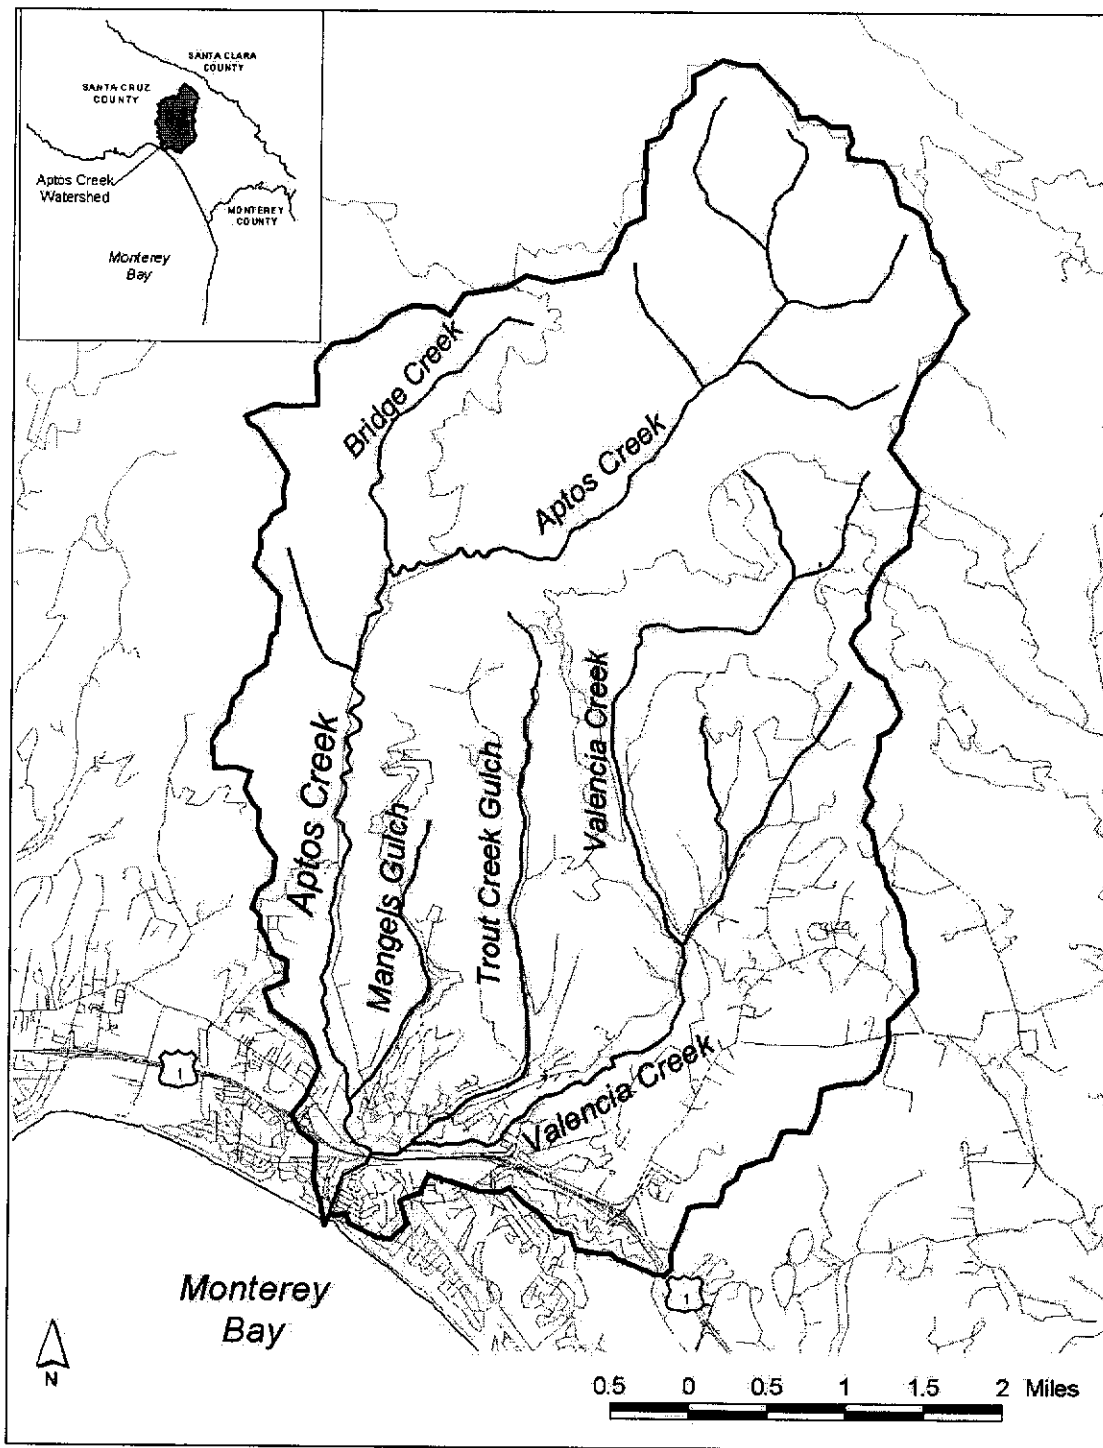 SANTA CLARA
COUNTY
SANTA CRUZ
COUNTY
Aptos Creek
Watershed
MONTEREY
COUNTY
Monterey
Bay
Bridge Creek
Aptos Creek
Valencia Creek
Aptos Creek
Mangels Gulch
Trout Creek Gulch
Valencia Creek
1
1
Monterey
Bay
N
0.5 0 0.5 1 1.5 2 Miles